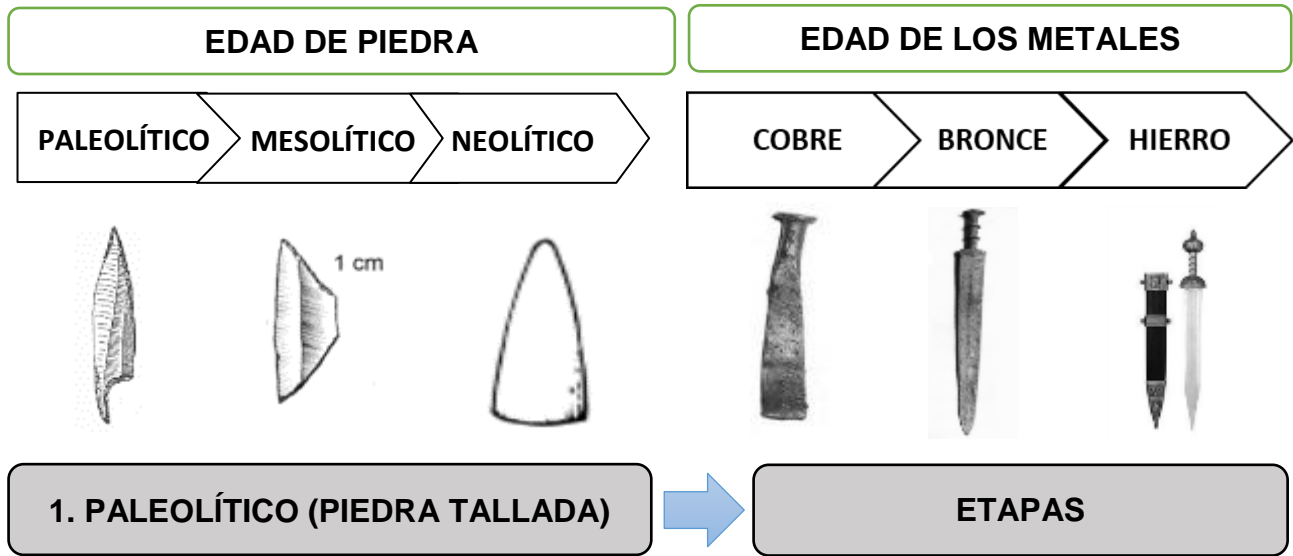 EDAD DE PIEDRA
EDAD DE LOS METALES
PALEOLÍTICO
MESOLÍTICO
NEOLÍTICO
COBRE
BRONCE
HIERRO
1 cm
1. PALEOLÍTICO (PIEDRA TALLADA)
ETAPAS